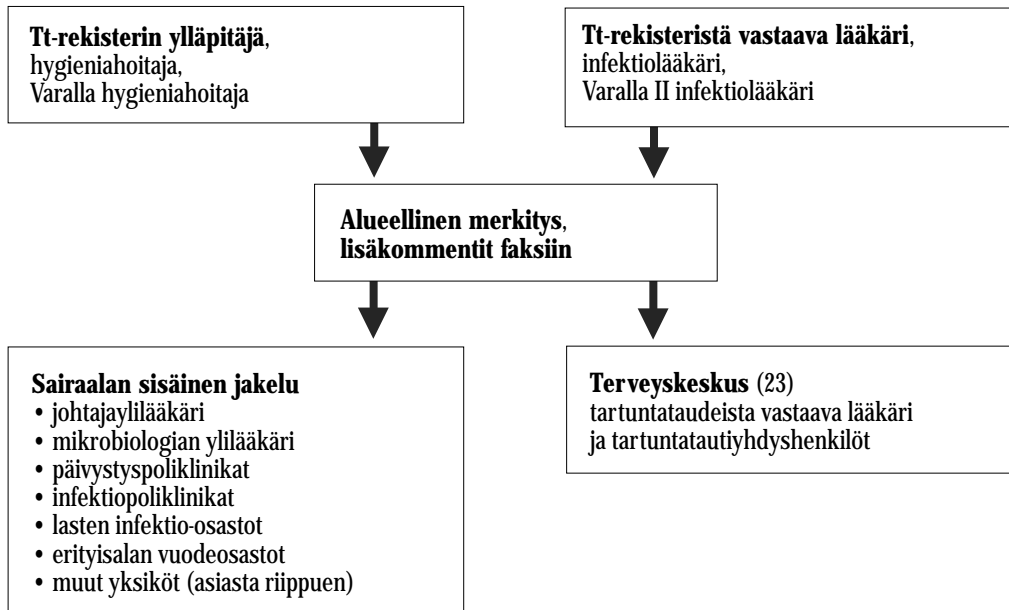 Tt-rekisterin ylläpitäjä,
hygieniahoitaja,
Varalla hygieniahoitaja
Tt-rekisteristä vastaava lääkäri,
infektiolääkäri,
Varalla II infektiolääkäri
Alueellinen merkitys,
lisäkommentit faksiin
Sairaalan sisäinen jakelu
• johtajaylilääkäri
• mikrobiologian ylilääkäri
• päivystyspoliklinikat
• infektiopoliklinikat
• lasten infektio-osastot
• erityisalan vuodeosastot
• muut yksiköt (asiasta riippuen)
Terveyskeskus (23)
tartuntataudeista vastaava lääkäri
ja tartuntatautiyhdyshenkilöt